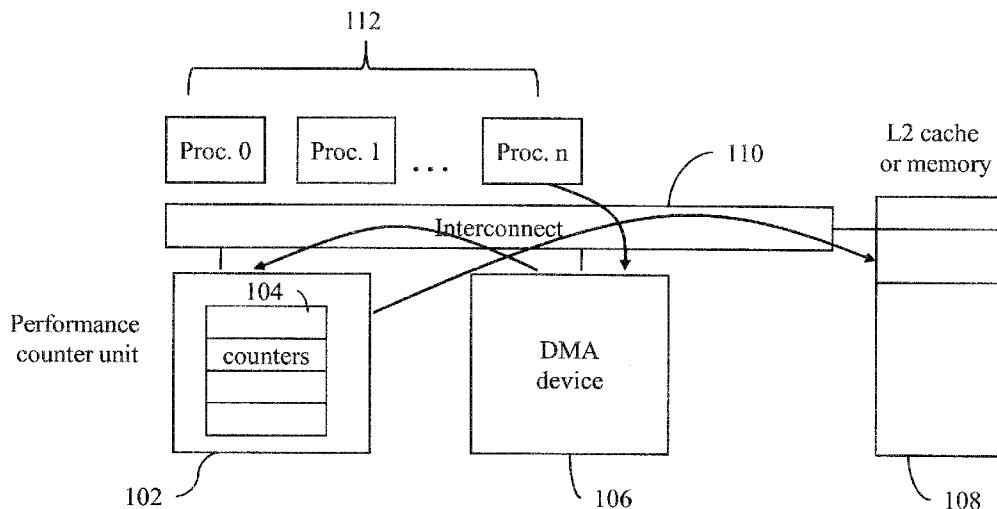 112
Proc. 0
Proc. 1
...
Proc. n
110
L2 cache
or memory
Interconnect
104
Performance
counter unit
counters
DMA
device
102
106
108